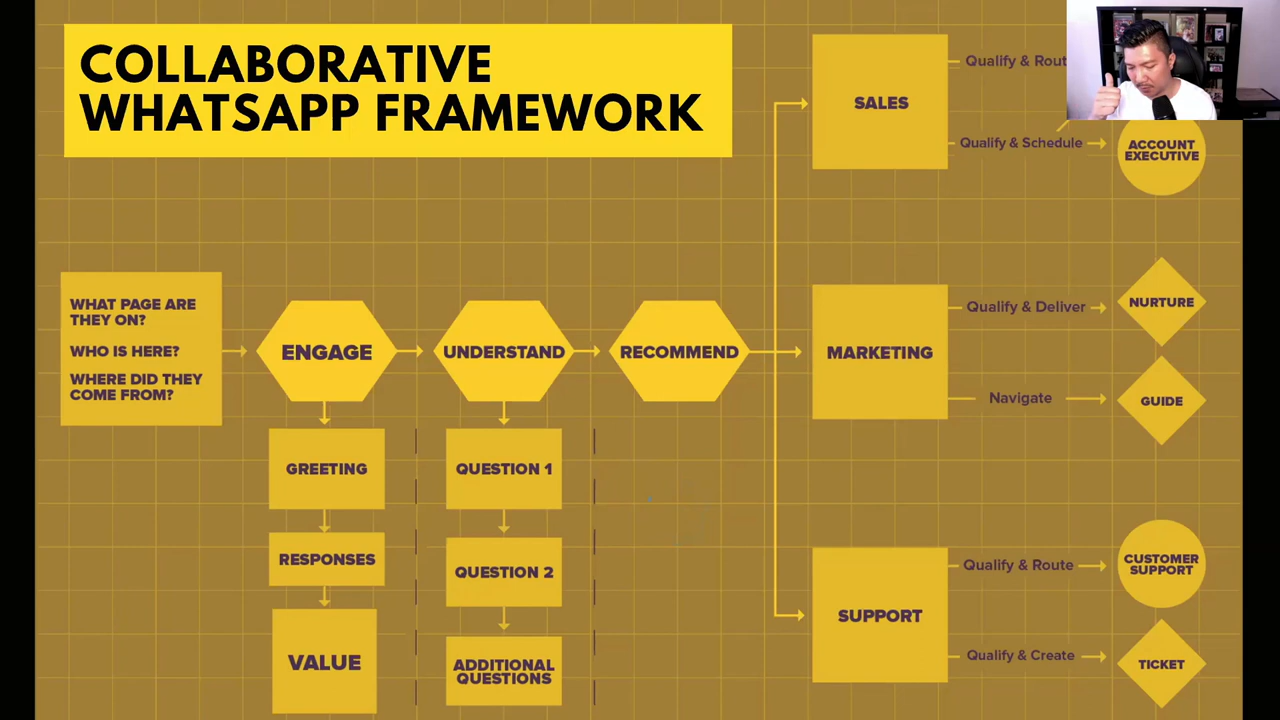 COLLABORATIVE
WHATSAPP FRAMEWORK
WHAT PAGE ARE
THEY ON?
WHO IS HERE?
WHERE DID THEY
COME FROM?
ENGAGE
GREETING
RESPONSES
VALUE
UNDERSTAND
QUESTION 1
QUESTION 2
ADDITIONAL
QUESTIONS
RECOMMEND
SALES
Qualify &
Qualify & Schedule
ACCOUNT
EXECUTIVE
MARKETING
Qualify & Deliver
NURTURE
Navigate
GUIDE
SUPPORT
Qualify & Route
CUSTOMER
SUPPORT
Qualify & Create
TICKET